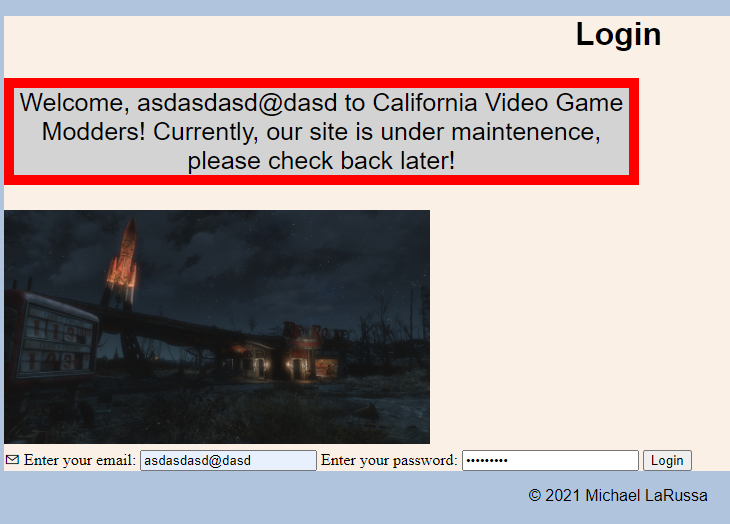 Login
Welcome, asdasdasd@dasd to California Video Game
Modders! Currently, our site is under maintenence,
please check back later!
Enter your email: asdasdasd@dasd Enter your password: ••••••••• Login
© 2021 Michael LaRussa